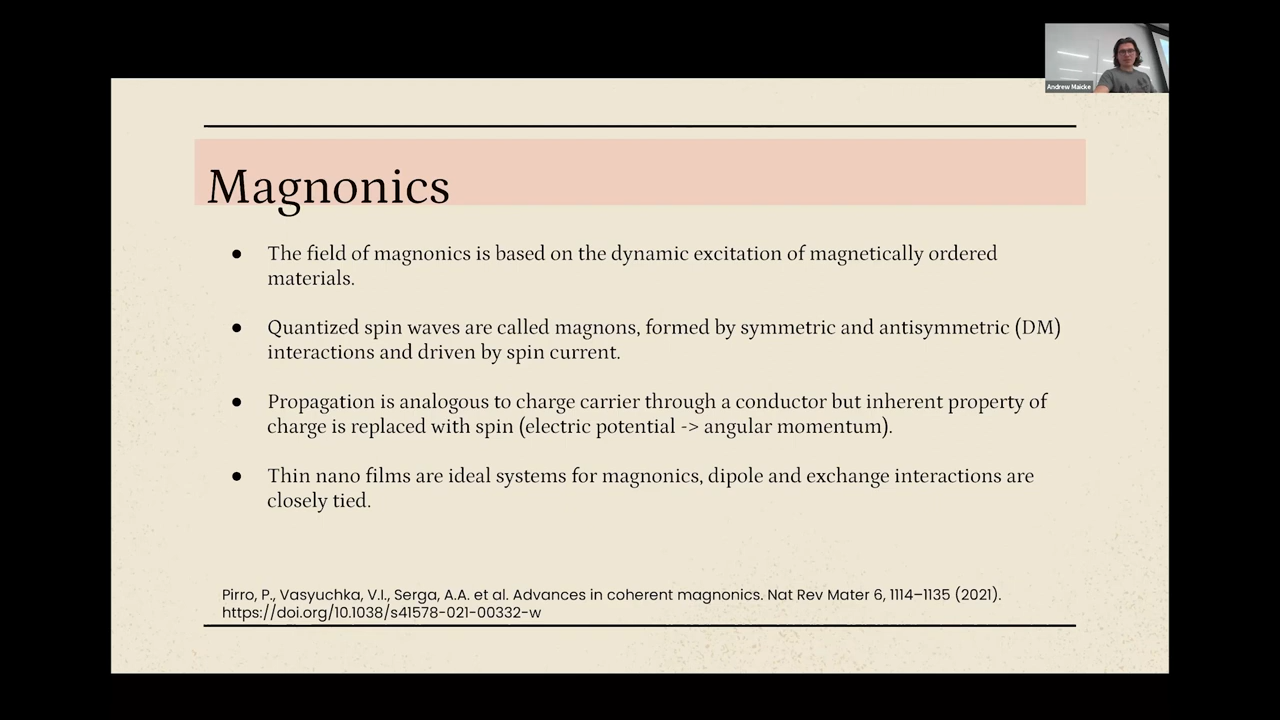 Andrew Maicke
Magnonics
● The field of magnonics is based on the dynamic excitation of magnetically ordered
materials.
● Quantized spin waves are called magnons, formed by symmetric and antisymmetric (DM)
interactions and driven by spin current.
● Propagation is analogous to charge carrier through a conductor but inherent property of
charge is replaced with spin (electric potential -> angular momentum).
● Thin nano films are ideal systems for magnonics, dipole and exchange interactions are
closely tied.
Pirro, P., Vasyuchka, V.I., Serga, A.A. et al. Advances in coherent magnonics. Nat Rev Mater 6, 1114–1135 (2021).
https://doi.org/10.1038/s41578-021-00332-w